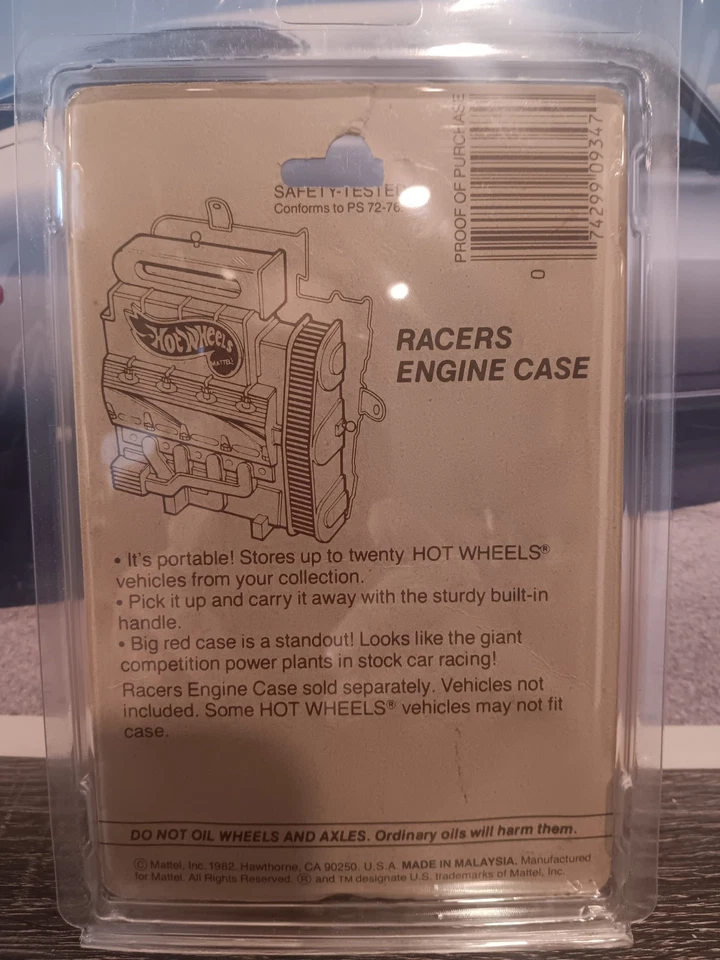 SAFETY-TESTED
Conforms to PS 72-76
PROOF OF PURCHASE
74299 09347
0
HOT WHEELS
MATTEL
RACERS
ENGINE CASE
• It's portable! Stores up to twenty HOT WHEELS®
vehicles from your collection.
• Pick it up and carry it away with the sturdy built-in
handle.
• Big red case is a standout! Looks like the giant
competition power plants in stock car racing!
Racers Engine Case sold separately. Vehicles not
included. Some HOT WHEELS® vehicles may not fit
case.
DO NOT OIL WHEELS AND AXLES. Ordinary oils will harm them.
© Mattel, Inc. 1982. Hawthorne, CA 90250. U.S.A. MADE IN MALAYSIA. Manufactured
for Mattel. All Rights Reserved. ® and TM designate U.S. trademarks of Mattel, Inc.